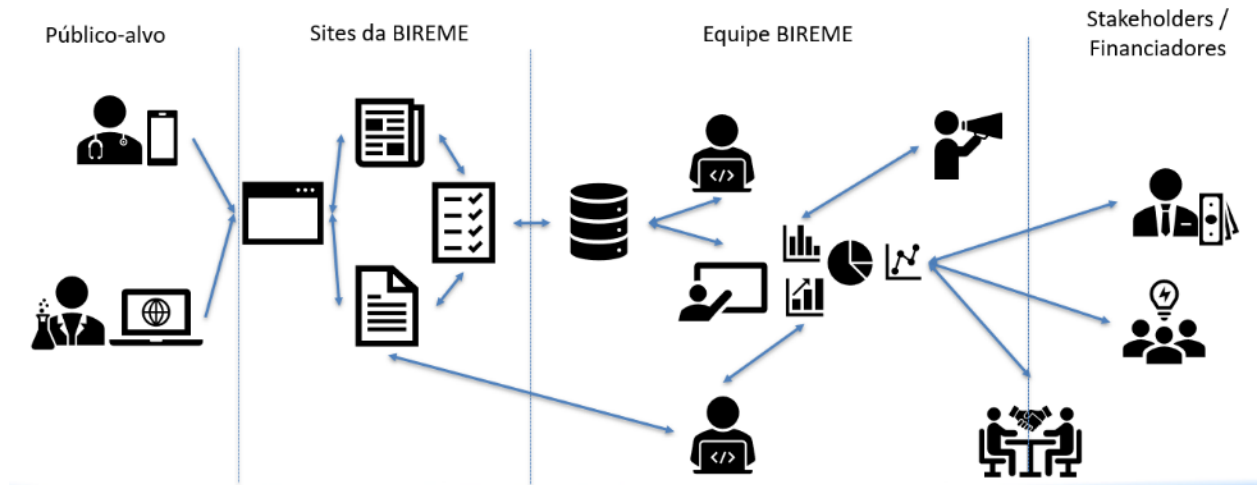 Público-alvo
Sites da BIREME
Equipe BIREME
Stakeholders /
Financiadores
</>
</>